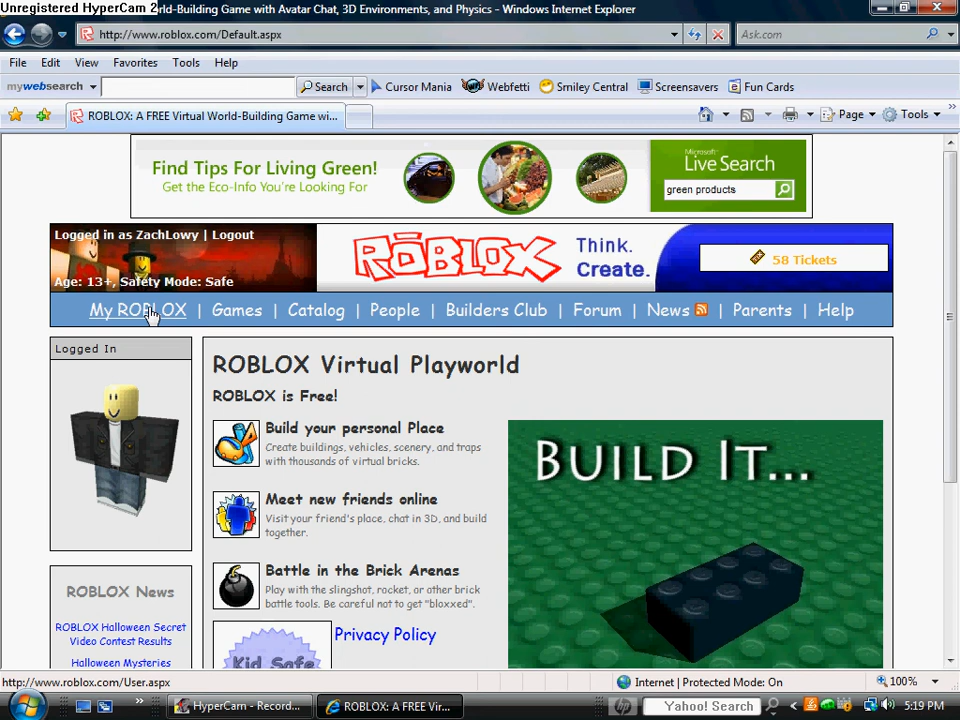 Unregistered HyperCam 2
orld-Building Game with Avatar Chat, 3D Environments, and Physics - Windows Internet Explorer
http://www.roblox.com/Default.aspx
Ask.com
File Edit View Favorites Tools Help
mywebsearch Search Cursor Mania Webfetti Smiley Central Screensavers Fun Cards
ROBLOX: A FREE Virtual World-Building Game wi...
Page Tools
Find Tips For Living Green!
Get the Eco-Info You're Looking For
Microsoft
Live Search
green products
Logged in as ZachLowy | Logout
Age: 13+, Safety Mode: Safe
ROBLOX
Think.
Create.
58 Tickets
My ROBLOX | Games | Catalog | People | Builders Club | Forum | News | Parents | Help
Logged In
ROBLOX Virtual Playworld
ROBLOX is Free!
Build your personal Place
Create buildings, vehicles, scenery, and traps
with thousands of virtual bricks.
Meet new friends online
Visit your friend's place, chat in 3D, and build
together.
Battle in the Brick Arenas
Play with the slingshot, rocket, or other brick
battle tools. Be careful not to get "bloxxed".
Kid Safe
Privacy Policy
BUILD IT...
ROBLOX News
ROBLOX Halloween Secret
Video Contest Results
Halloween Mysteries
http://www.roblox.com/User.aspx
Internet | Protected Mode: On
100%
HyperCam - Record...
ROBLOX: A FREE Vir...
hp
Yahoo! Search
5:19 PM